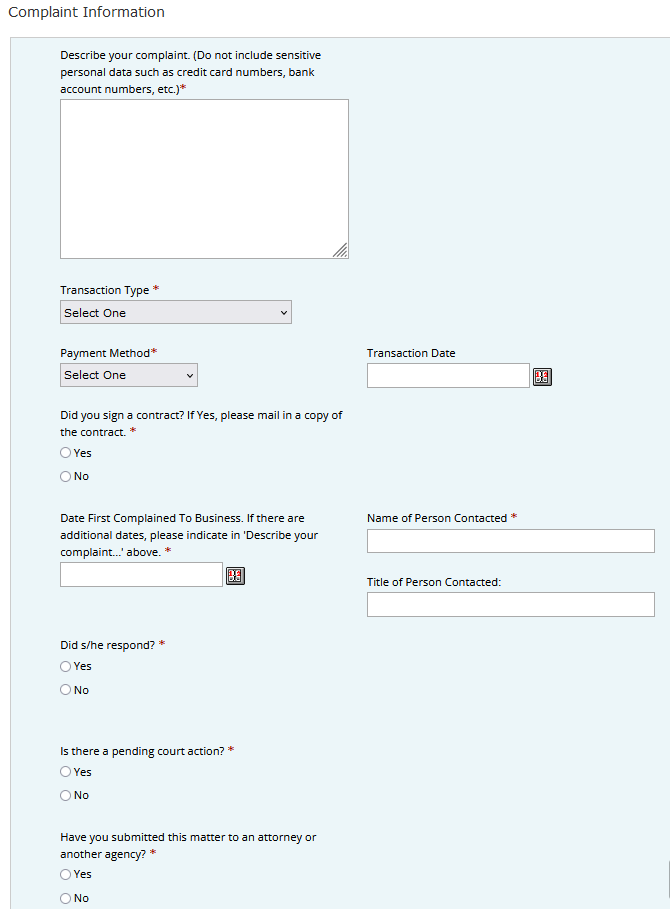 Complaint Information
Describe your complaint. (Do not include sensitive
personal data such as credit card numbers, bank
account numbers, etc.)*
Transaction Type *
Select One
Payment Method*
Transaction Date
Select One
Did you sign a contract? If Yes, please mail in a copy of
the contract. *
Yes
No
Date First Complained To Business. If there are
additional dates, please indicate in 'Describe your
complaint...' above. *
Name of Person Contacted *
Title of Person Contacted:
Did s/he respond? *
Yes
No
Is there a pending court action? *
Yes
No
Have you submitted this matter to an attorney or
another agency? *
Yes
No